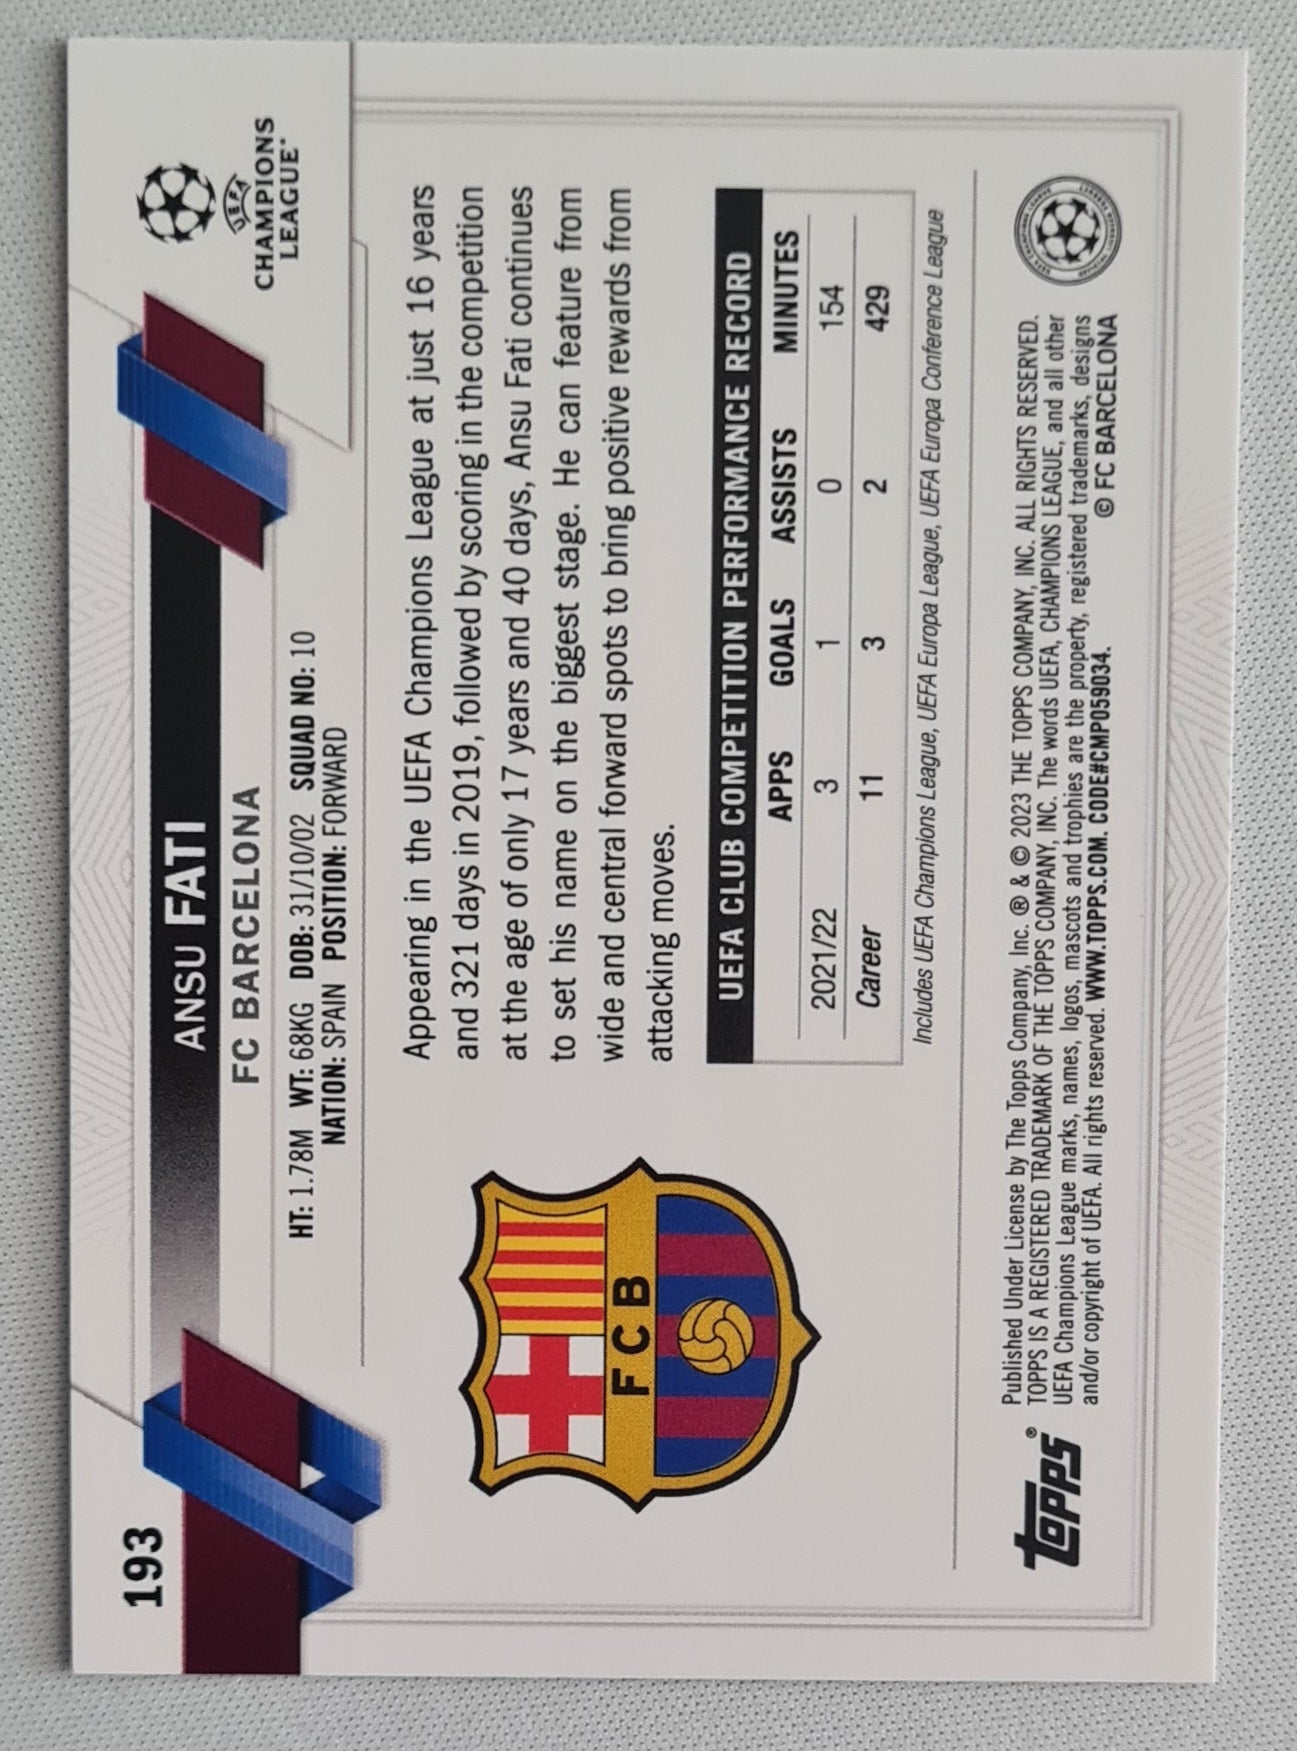 193
ANSU FATI
FC BARCELONA
HT: 1.78M WT: 68KG DOB: 31/10/02 SQUAD NO: 10
NATION: SPAIN POSITION: FORWARD
UEFA
CHAMPIONS
LEAGUE™
Appearing in the UEFA Champions League at just 16 years
and 321 days in 2019, followed by scoring in the competition
at the age of only 17 years and 40 days, Ansu Fati continues
to set his name on the biggest stage. He can feature from
wide and central forward spots to bring positive rewards from
attacking moves.
FCB
UEFA CLUB COMPETITION PERFORMANCE RECORD
APPS GOALS ASSISTS MINUTES
2021/22 3 1 0 154
Career 11 3 2 429
Includes UEFA Champions League, UEFA Europa League, UEFA Europa Conference League
topps®
Published Under License by The Topps Company, Inc. ® & © 2023 THE TOPPS COMPANY, INC. ALL RIGHTS RESERVED.
TOPPS IS A REGISTERED TRADEMARK OF THE TOPPS COMPANY, INC. The words UEFA, CHAMPIONS LEAGUE, and all other
UEFA Champions League marks, names, logos, mascots and trophies are the property, registered trademarks, designs
and/or copyright of UEFA. All rights reserved. WWW.TOPPS.COM. CODE#CMP059034. © FC BARCELONA